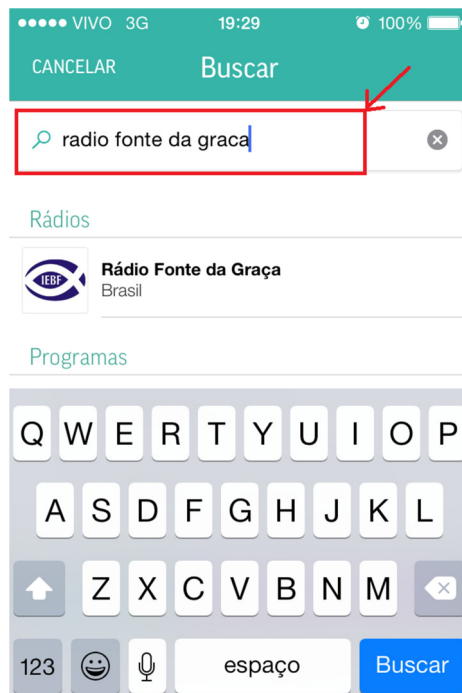 VIVO 3G 19:29 100%
CANCELAR Buscar
radio fonte da graca
Rádios
IEBF
Rádio Fonte da Graça
Brasil
Programas
Q W E R T Y U I O P
A S D F G H J K L
Z X C V B N M
123 espaço Buscar